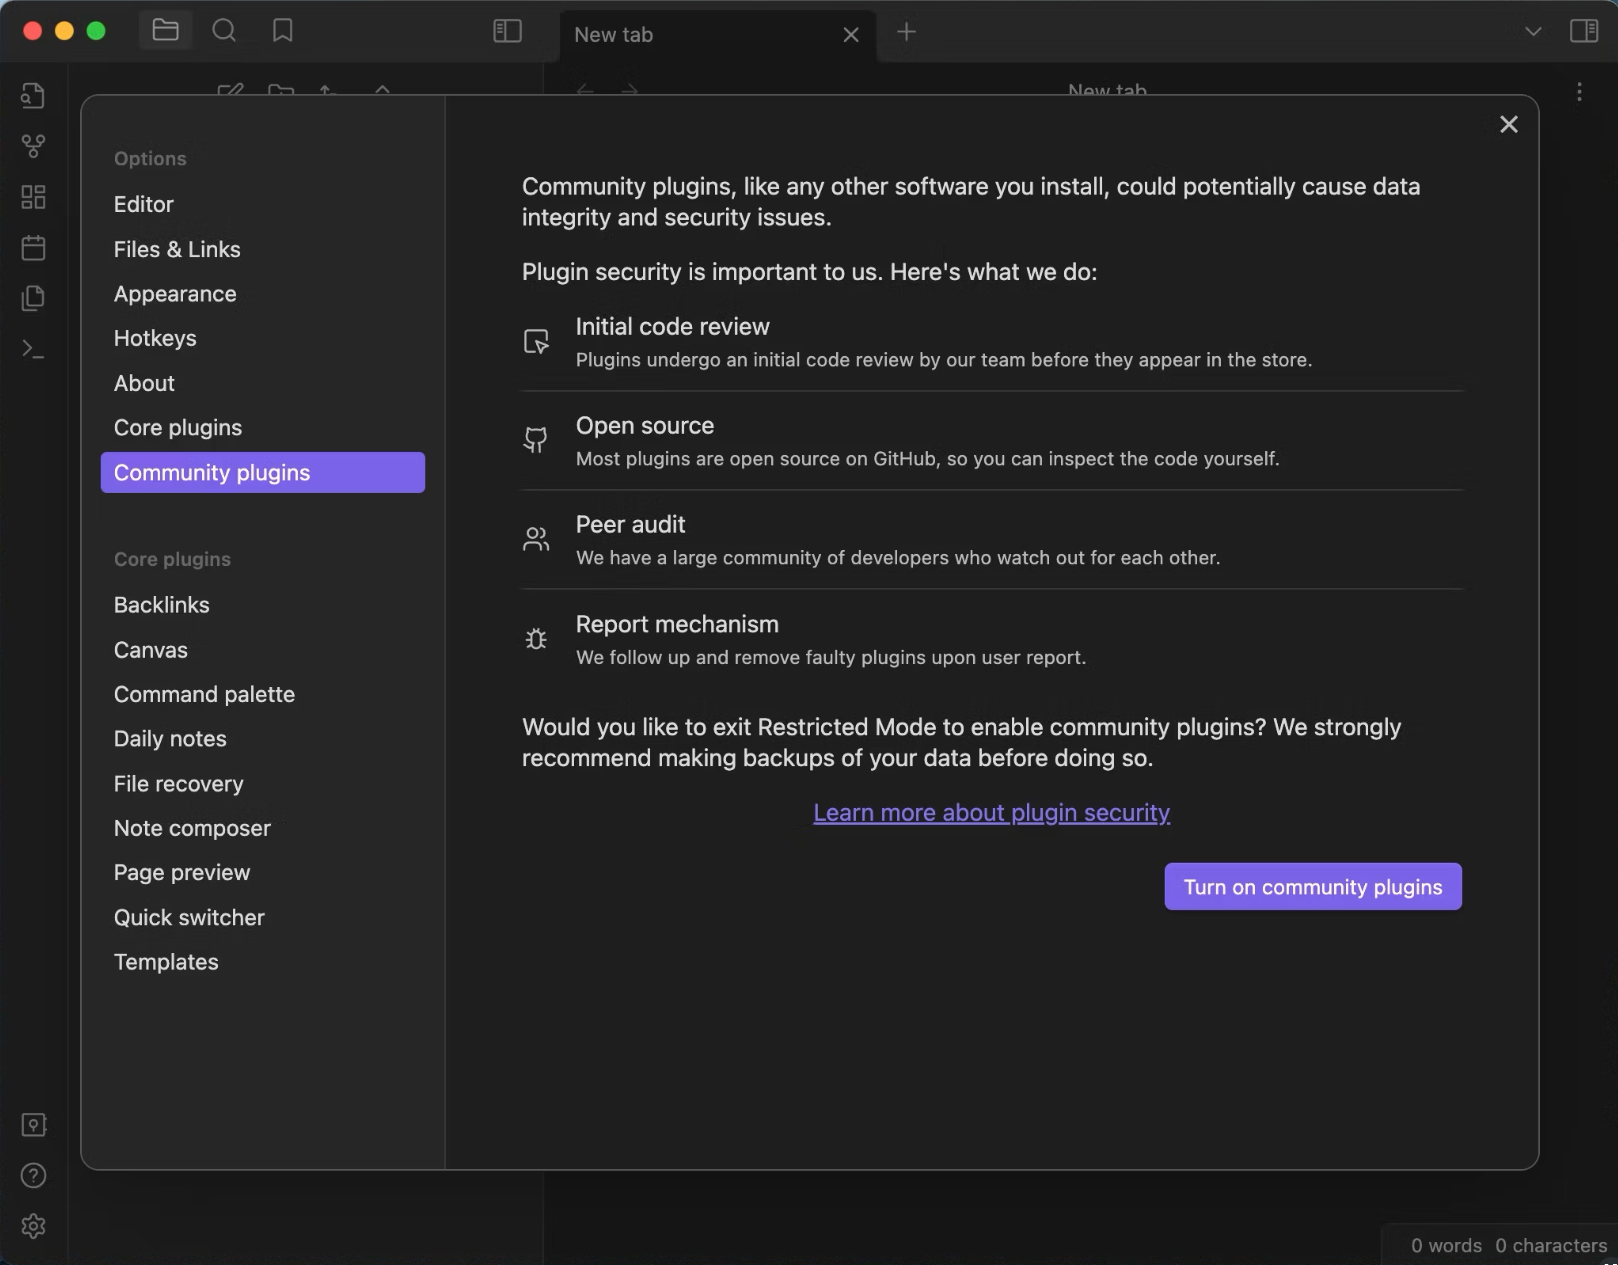 New tab
New tab
Options
Editor
Files & Links
Appearance
Hotkeys
About
Core plugins
Community plugins
Core plugins
Backlinks
Canvas
Command palette
Daily notes
File recovery
Note composer
Page preview
Quick switcher
Templates
Community plugins, like any other software you install, could potentially cause data
integrity and security issues.
Plugin security is important to us. Here's what we do:
Initial code review
Plugins undergo an initial code review by our team before they appear in the store.
Open source
Most plugins are open source on GitHub, so you can inspect the code yourself.
Peer audit
We have a large community of developers who watch out for each other.
Report mechanism
We follow up and remove faulty plugins upon user report.
Would you like to exit Restricted Mode to enable community plugins? We strongly
recommend making backups of your data before doing so.
Learn more about plugin security
Turn on community plugins
0 words 0 characters